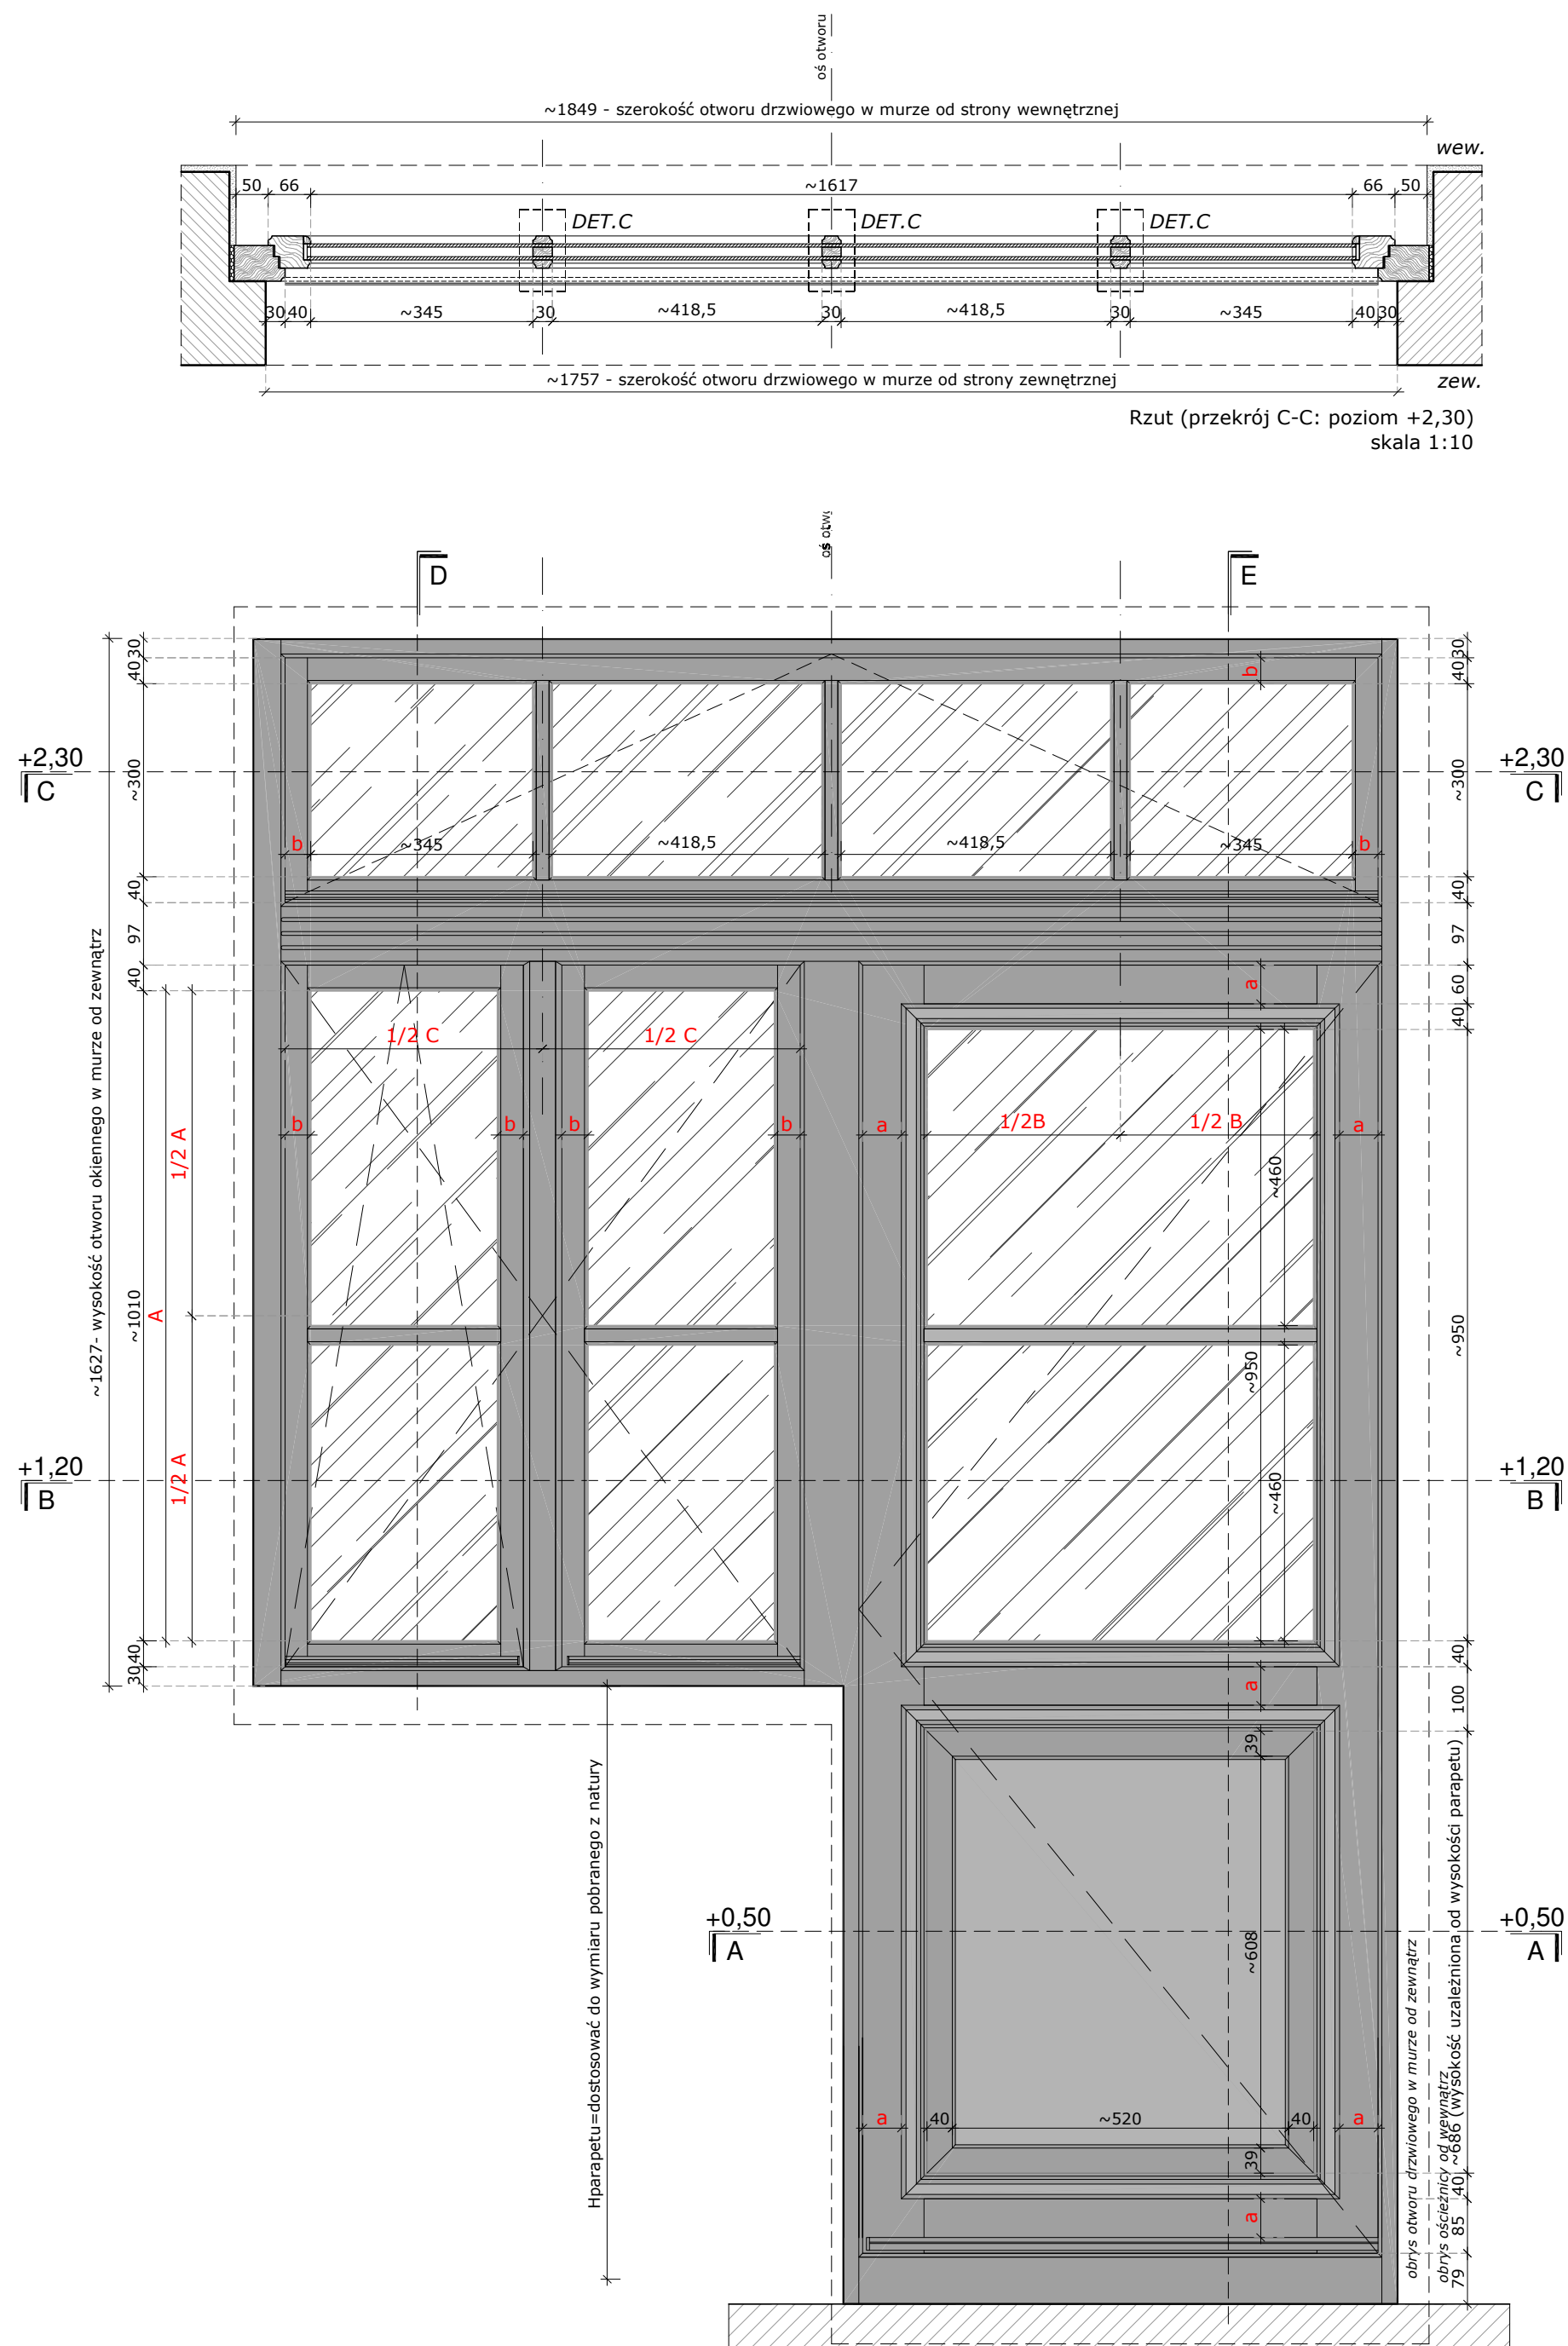 oś otworu
~1849 - szerokość otworu drzwiowego w murze od strony wewnętrznej
wew.
50 66 ~1617 66 50
DET.C DET.C DET.C
30 40 ~345 30 ~418,5 30 ~418,5 30 ~345 40 30
~1757 - szerokość otworu drzwiowego w murze od strony zewnętrznej
zew.
Rzut (przekrój C-C: poziom +2,30)
skala 1:10
D E
30 30
40 b 40
+2,30 +2,30
C ~300 ~300 C
b ~345 ~418,5 ~418,5 ~345 b
40 40
97 97
40 a 60
40
1/2 C 1/2 C
b b b b a 1/2B 1/2 B a
1/2 A ~460
~1627- wysokość otworu okiennego w murze od zewnątrz
~1010 A ~950 ~950
+1,20 +1,20
B 1/2 A ~460 B
40 40
30 a 100
39
Hparapetu=dostosować do wymiaru pobranego z natury
~686 (wysokość uzależniona od wysokości parapetu)
+0,50 +0,50
A ~608 A
obrys otworu drzwiowego w murze od zewnątrz
obrys ościeżnicy od wewnątrz
a 40 ~520 40 a
39 40
a 85
79